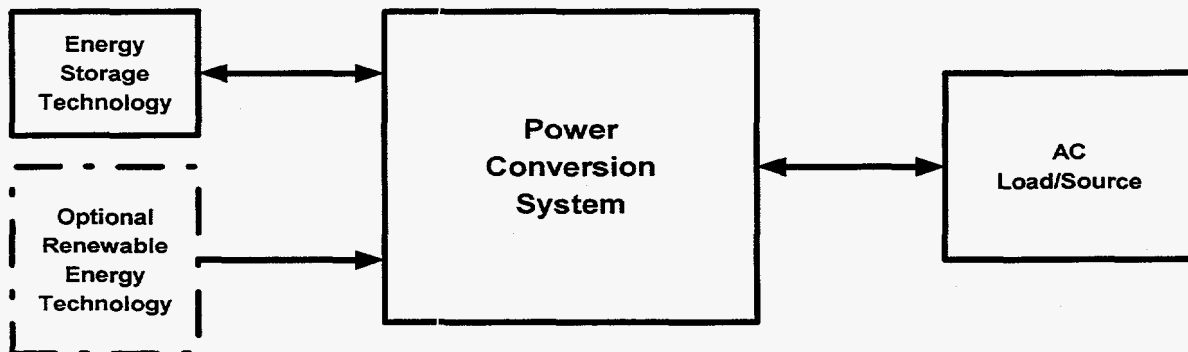 Energy
Storage
Technology
Optional
Renewable
Energy
Technology
Power
Conversion
System
AC
Load/Source